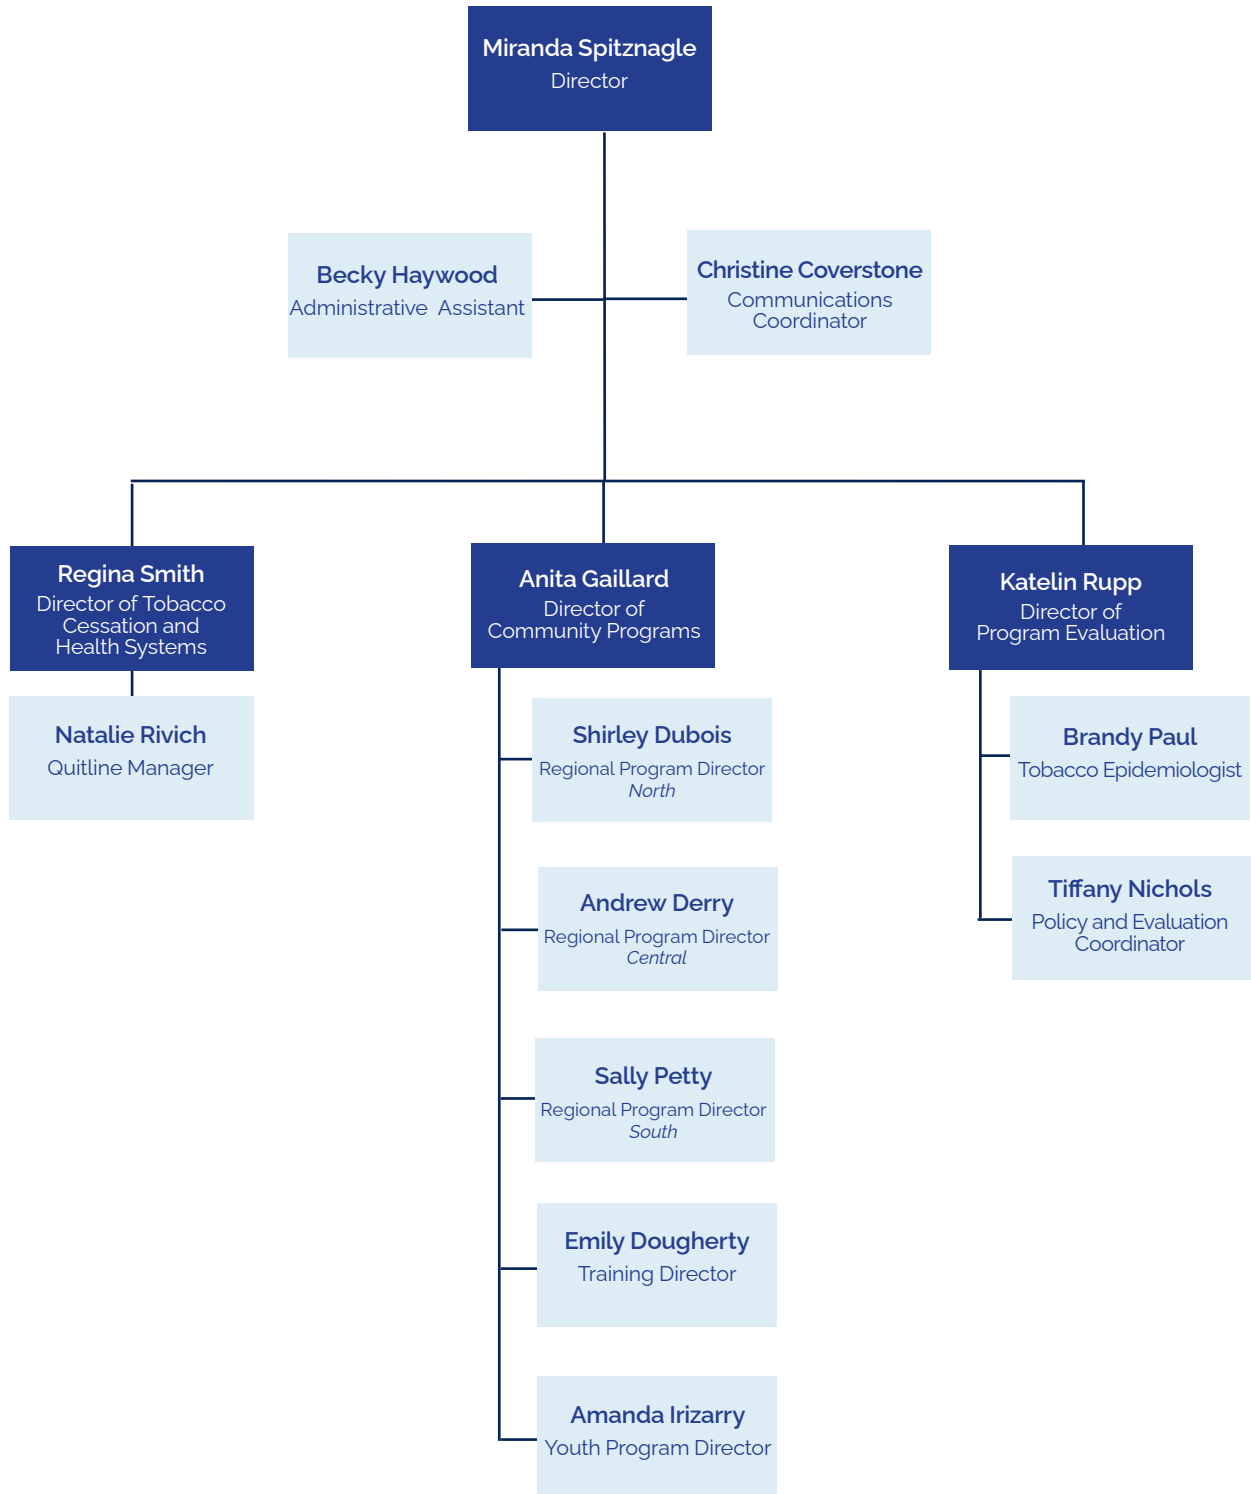 Miranda Spitznagle
Director
Becky Haywood
Administrative Assistant
Christine Coverstone
Communications
Coordinator
Regina Smith
Director of Tobacco
Cessation and
Health Systems
Natalie Rivich
Quitline Manager
Anita Gaillard
Director of
Community Programs
Shirley Dubois
Regional Program Director
North
Andrew Derry
Regional Program Director
Central
Sally Petty
Regional Program Director
South
Emily Dougherty
Training Director
Amanda Irizarry
Youth Program Director
Katelin Rupp
Director of
Program Evaluation
Brandy Paul
Tobacco Epidemiologist
Tiffany Nichols
Policy and Evaluation
Coordinator